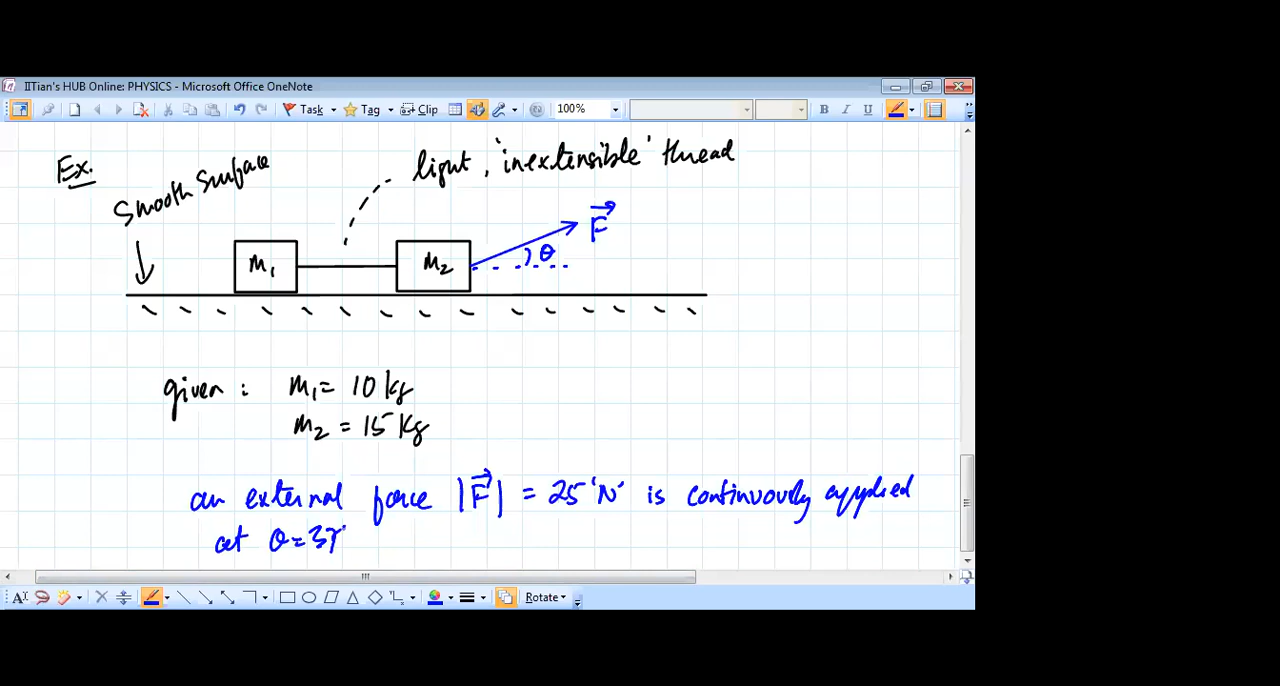 IITian's HUB Online: PHYSICS - Microsoft Office OneNote
Task Tag Clip 100% B I U
Ex.
Smooth surface
light, 'inextensible' thread
F
θ
M₁ M₂
given : m₁ = 10 kg
m₂ = 15 kg
an external force |F| = 25 'N' is continuously applied
at θ = 37
A Rotate